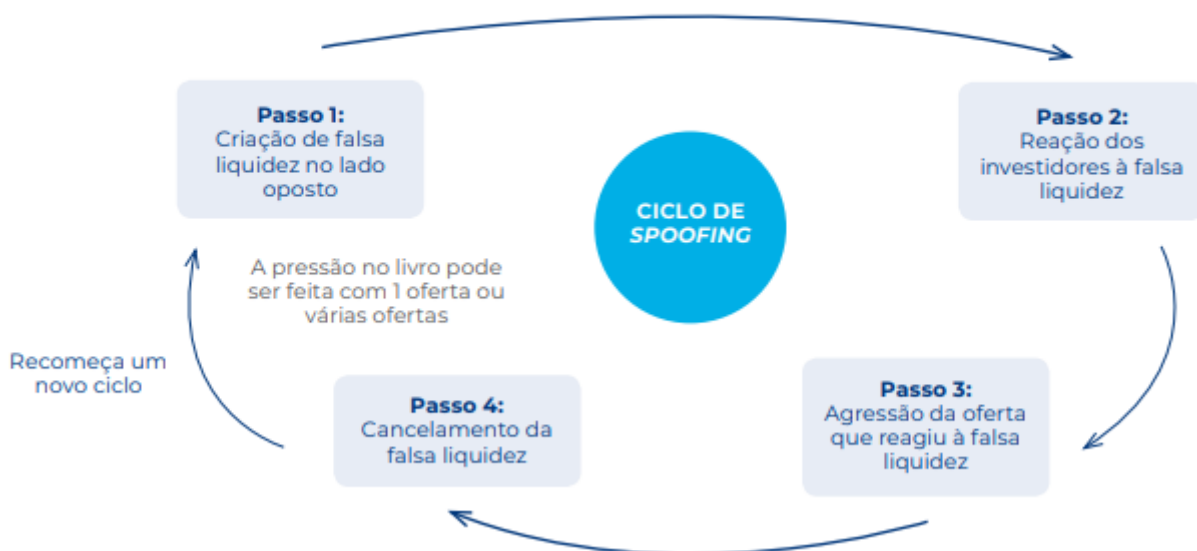 Passo 1:
Criação de falsa
liquidez no lado
oposto
Passo 2:
Reação dos
investidores à falsa
liquidez
CICLO DE
SPOOFING
A pressão no livro pode
ser feita com 1 oferta ou
várias ofertas
Recomeça um
novo ciclo
Passo 4:
Cancelamento da
falsa liquidez
Passo 3:
Agressão da oferta
que reagiu à falsa
liquidez